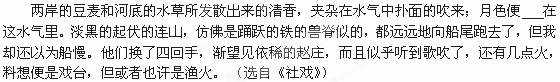 两岸的豆麦和河底的水草所发散出来的清香，夹杂在水气中扑面的吹来；月色便___在
这水气里。淡黑的起伏的连山，仿佛是踊跃的铁的兽脊似的，都远远地向船尾跑去了，但我
却还以为船慢。他们换了四回手，渐望见依稀的赵庄，而且似乎听到歌吹了，还有几点火，
料想便是戏台，但或者也许是渔火。（选自《社戏》）